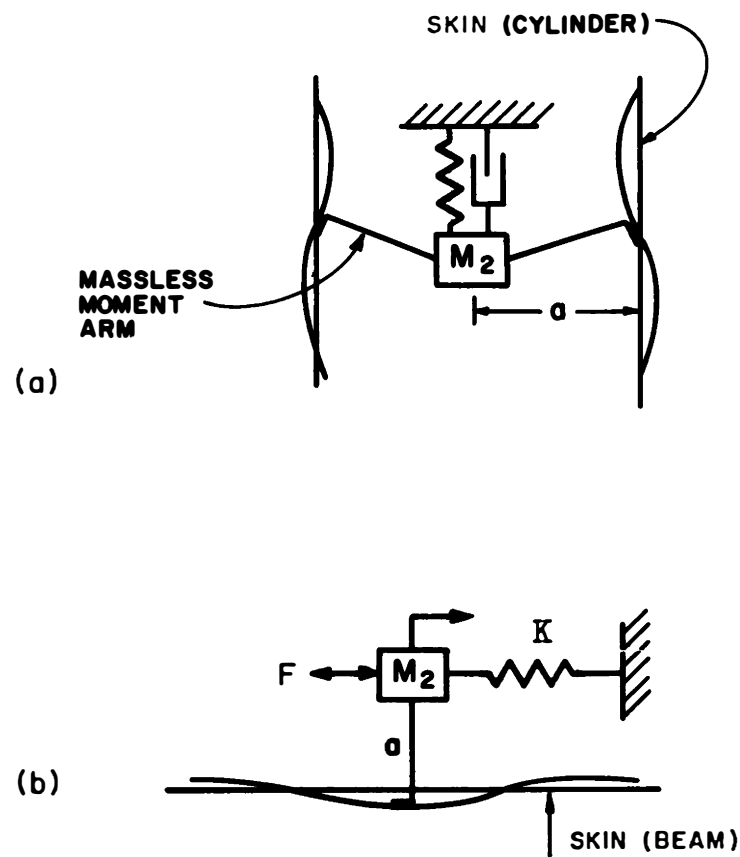 SKIN (CYLINDER)
M2
MASSLESS
MOMENT
ARM
a
(a)
K
F
M2
a
(b)
SKIN (BEAM)